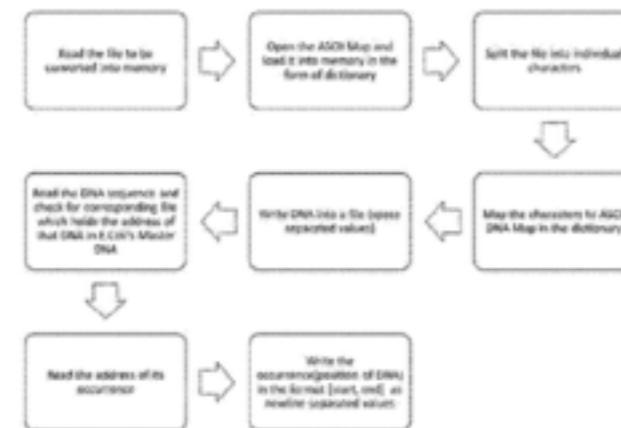 Read the file to be
converted into memory
Open the ASCII Map and
load it into memory in the
form of dictionary
Split the file into individual
characters
Map the characters to ASCII
DNA Map in the dictionary
Write DNA into a file (space
separated values)
Read the DNA sequence and
check for corresponding file
which holds the address of
that DNA in E.Coli's Master
DNA
Read the address of its
occurrence
Write the
occurrence(position of DNA)
in the format [start, end] as
newline separated values